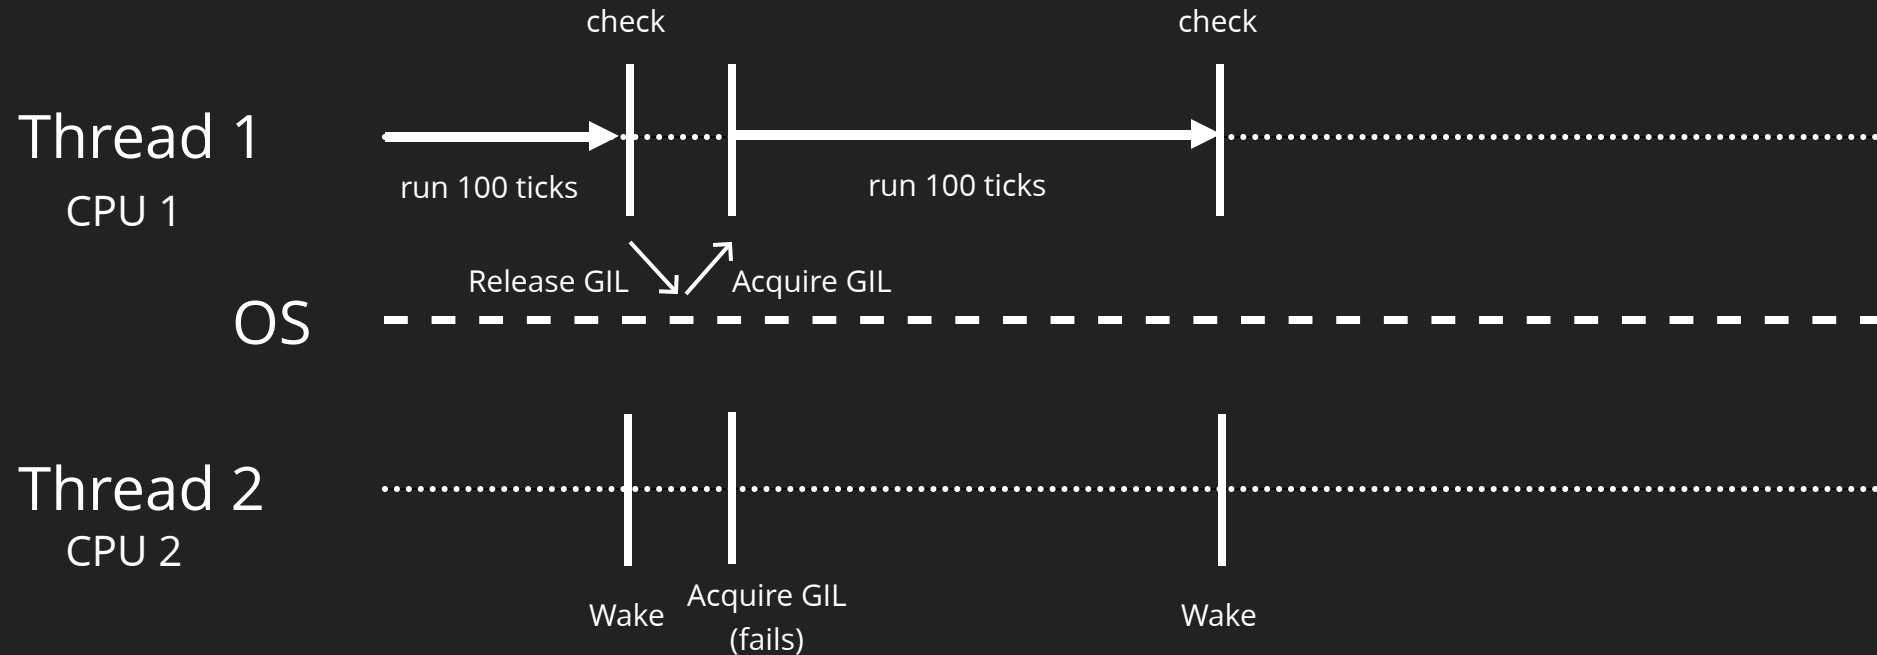 check
check
Thread 1
run 100 ticks
run 100 ticks
CPU 1
Release GIL
Acquire GIL
OS
Thread 2
CPU 2
Wake
Acquire GIL
(fails)
Wake